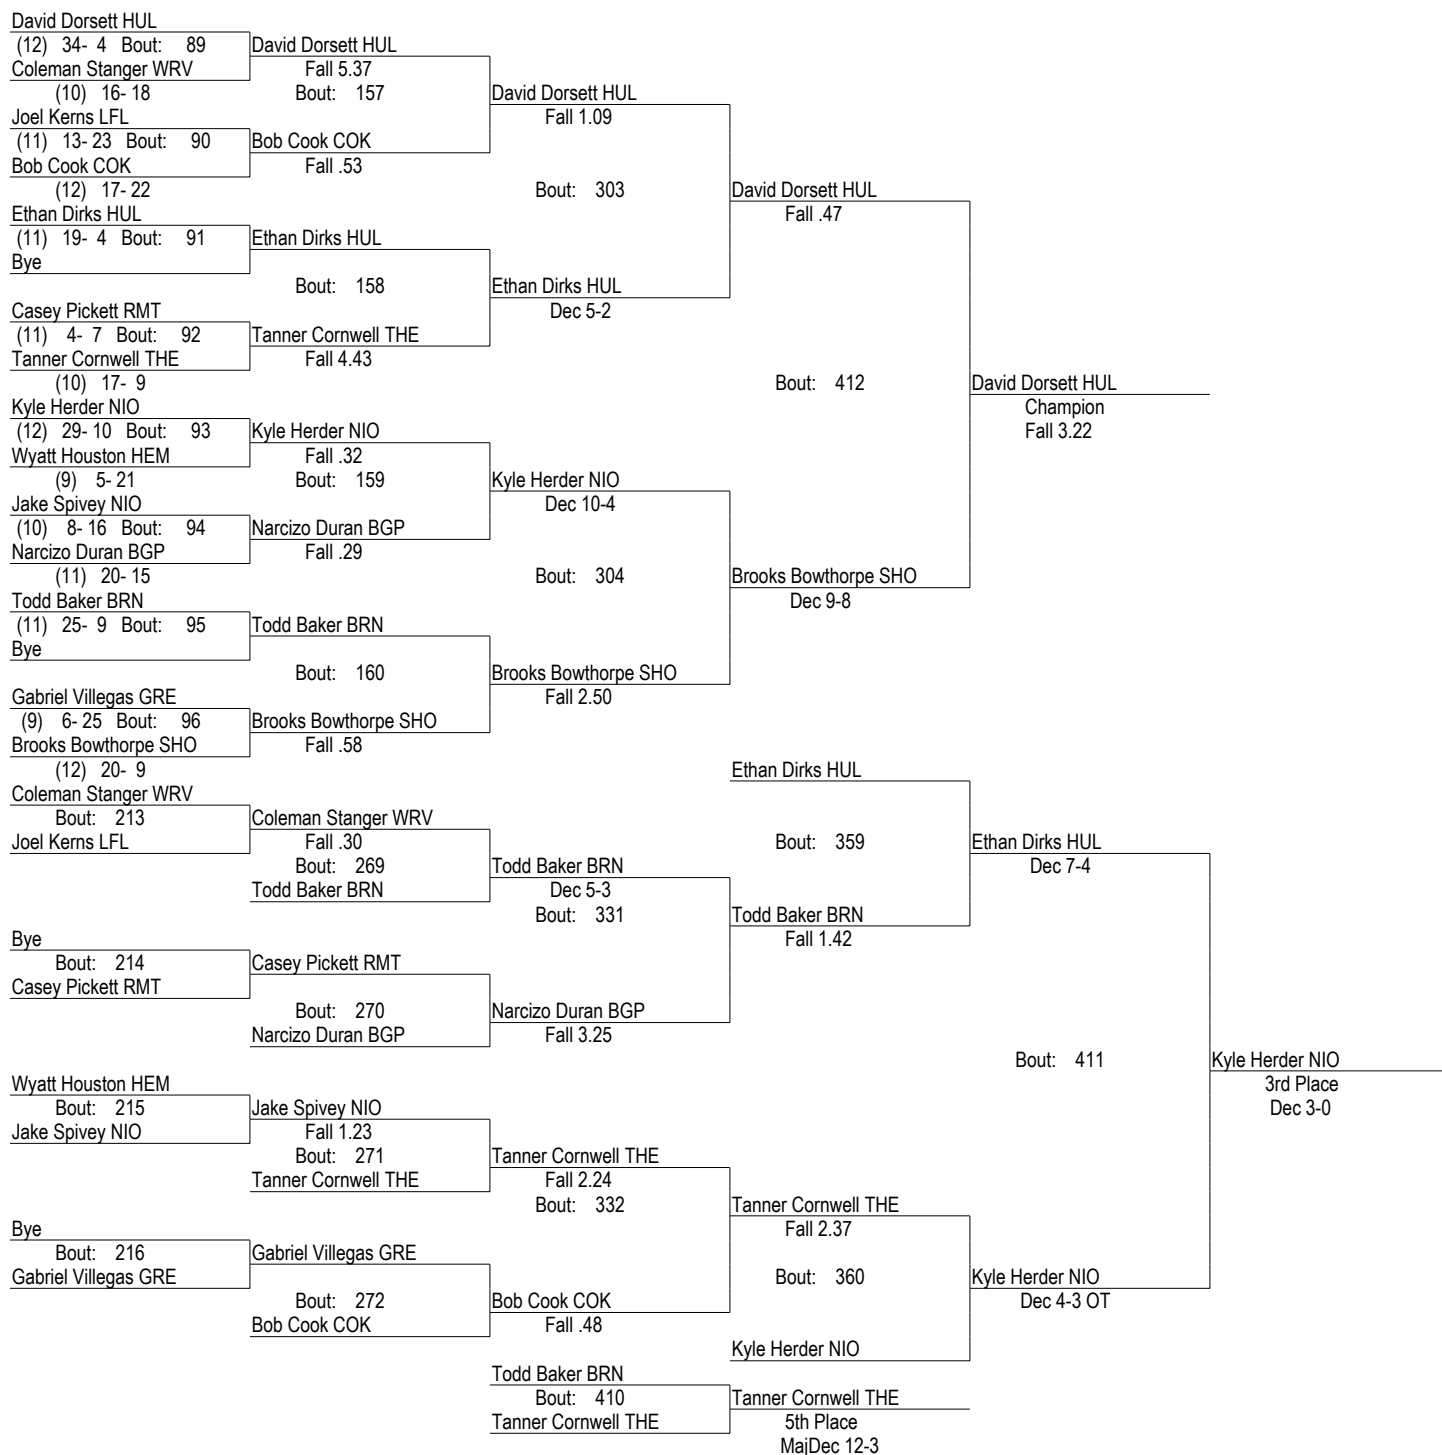 David Dorsett HUL
(12) 34- 4 Bout: 89
Coleman Stanger WRV
(10) 16- 18
Joel Kerns LFL
(11) 13- 23 Bout: 90
Bob Cook COK
(12) 17- 22
Ethan Dirks HUL
(11) 19- 4 Bout: 91
Bye
Casey Pickett RMT
(11) 4- 7 Bout: 92
Tanner Cornwell THE
(10) 17- 9
Kyle Herder NIO
(12) 29- 10 Bout: 93
Wyatt Houston HEM
(9) 5- 21
Jake Spivey NIO
(10) 8- 16 Bout: 94
Narcizo Duran BGP
(11) 20- 15
Todd Baker BRN
(11) 25- 9 Bout: 95
Bye
Gabriel Villegas GRE
(9) 6- 25 Bout: 96
Brooks Bowthorpe SHO
(12) 20- 9
David Dorsett HUL
Fall 5.37
Bout: 157
Bob Cook COK
Fall .53
Ethan Dirks HUL
Bout: 158
Tanner Cornwell THE
Fall 4.43
Kyle Herder NIO
Fall .32
Bout: 159
Narcizo Duran BGP
Fall .29
Todd Baker BRN
Bout: 160
Brooks Bowthorpe SHO
Fall .58
David Dorsett HUL
Fall 1.09
Bout: 303
Ethan Dirks HUL
Dec 5-2
Kyle Herder NIO
Dec 10-4
Bout: 304
Brooks Bowthorpe SHO
Fall 2.50
David Dorsett HUL
Fall .47
Bout: 412
Brooks Bowthorpe SHO
Dec 9-8
David Dorsett HUL
Champion
Fall 3.22
Coleman Stanger WRV
Bout: 213
Joel Kerns LFL
Bye
Bout: 214
Casey Pickett RMT
Wyatt Houston HEM
Bout: 215
Jake Spivey NIO
Bye
Bout: 216
Gabriel Villegas GRE
Coleman Stanger WRV
Fall .30
Bout: 269
Todd Baker BRN
Casey Pickett RMT
Bout: 270
Narcizo Duran BGP
Jake Spivey NIO
Fall 1.23
Bout: 271
Tanner Cornwell THE
Gabriel Villegas GRE
Bout: 272
Bob Cook COK
Todd Baker BRN
Dec 5-3
Bout: 331
Narcizo Duran BGP
Fall 3.25
Tanner Cornwell THE
Fall 2.24
Bout: 332
Bob Cook COK
Fall .48
Ethan Dirks HUL
Bout: 359
Todd Baker BRN
Fall 1.42
Tanner Cornwell THE
Fall 2.37
Bout: 360
Kyle Herder NIO
Ethan Dirks HUL
Dec 7-4
Bout: 411
Kyle Herder NIO
Dec 4-3 OT
Kyle Herder NIO
3rd Place
Dec 3-0
Todd Baker BRN
Bout: 410
Tanner Cornwell THE
Tanner Cornwell THE
5th Place
MajDec 12-3